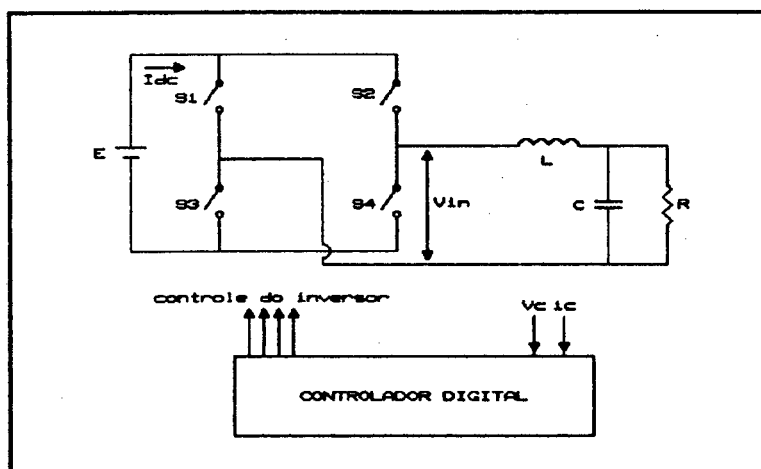 Idc
S1
S2
E
L
S3
S4
Vin
C
R
controle do inversor
Vc ic
CONTROLADOR DIGITAL